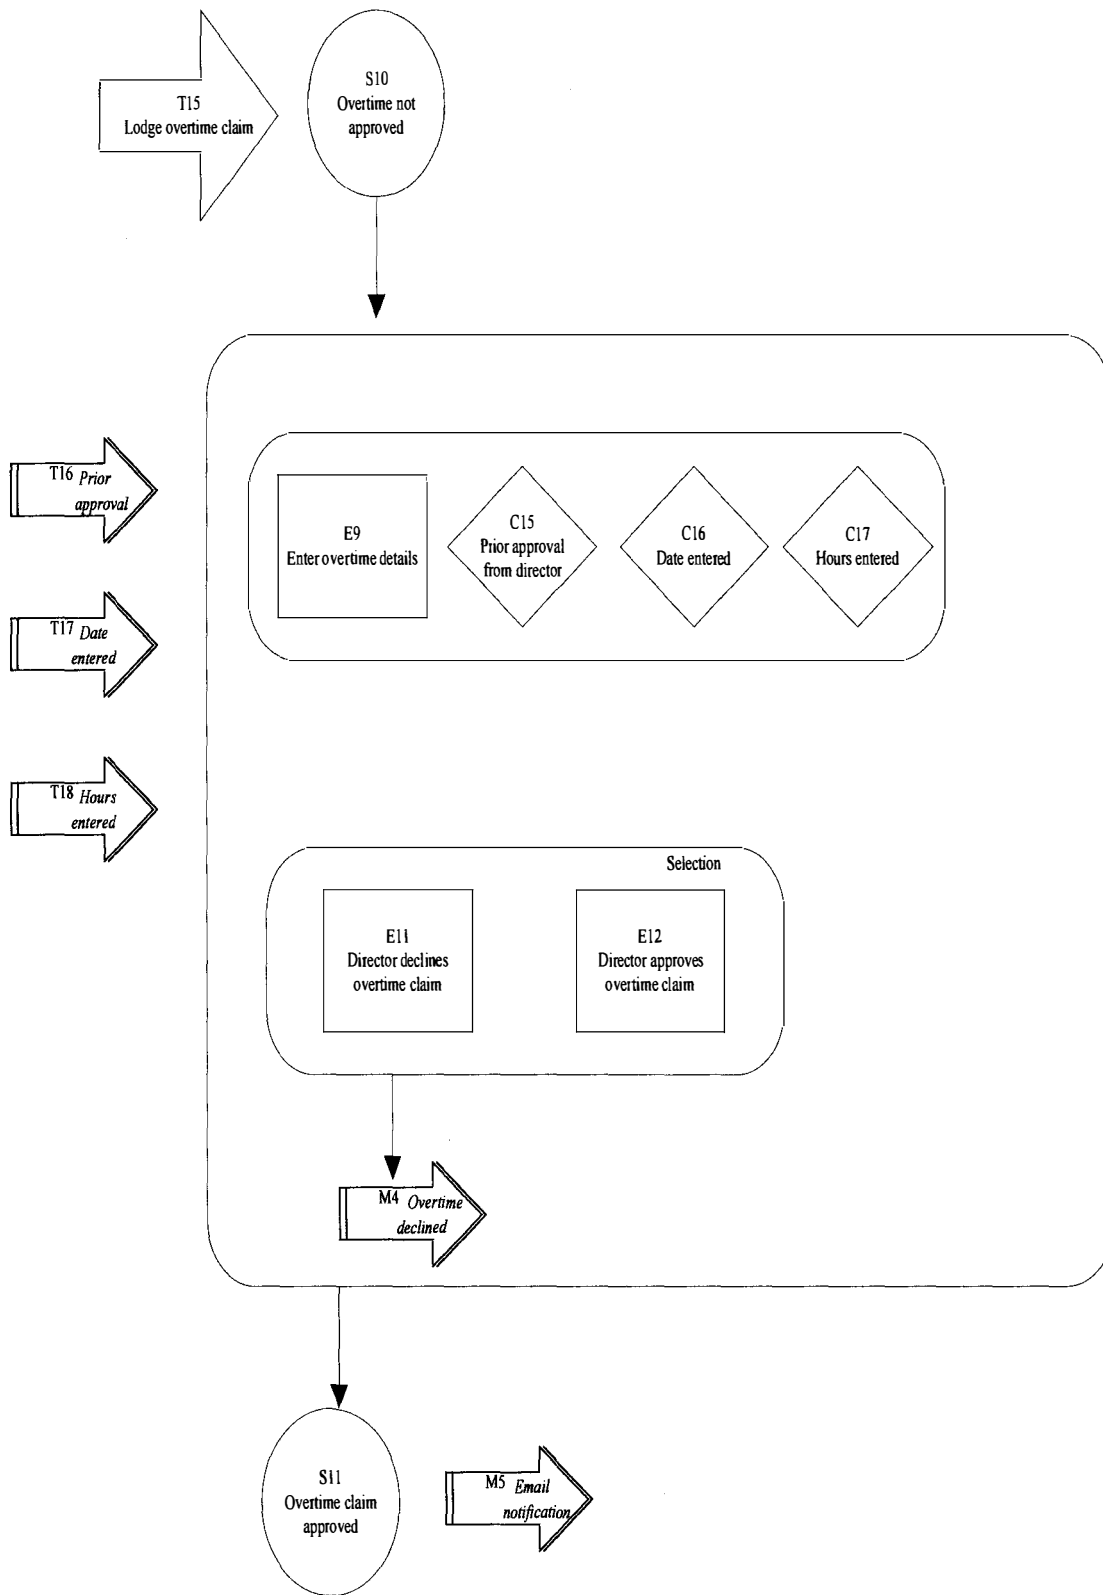 S10
Overtime not
approved
T15
Lodge overtime claim
T16 Prior
approval
E9
Enter overtime details
C15
Prior approval
from director
C16
Date entered
C17
Hours entered
T17 Date
entered
T18 Hours
entered
Selection
E11
Director declines
overtime claim
E12
Director approves
overtime claim
M4 Overtime
declined
S11
Overtime claim
approved
M5 Email
notification